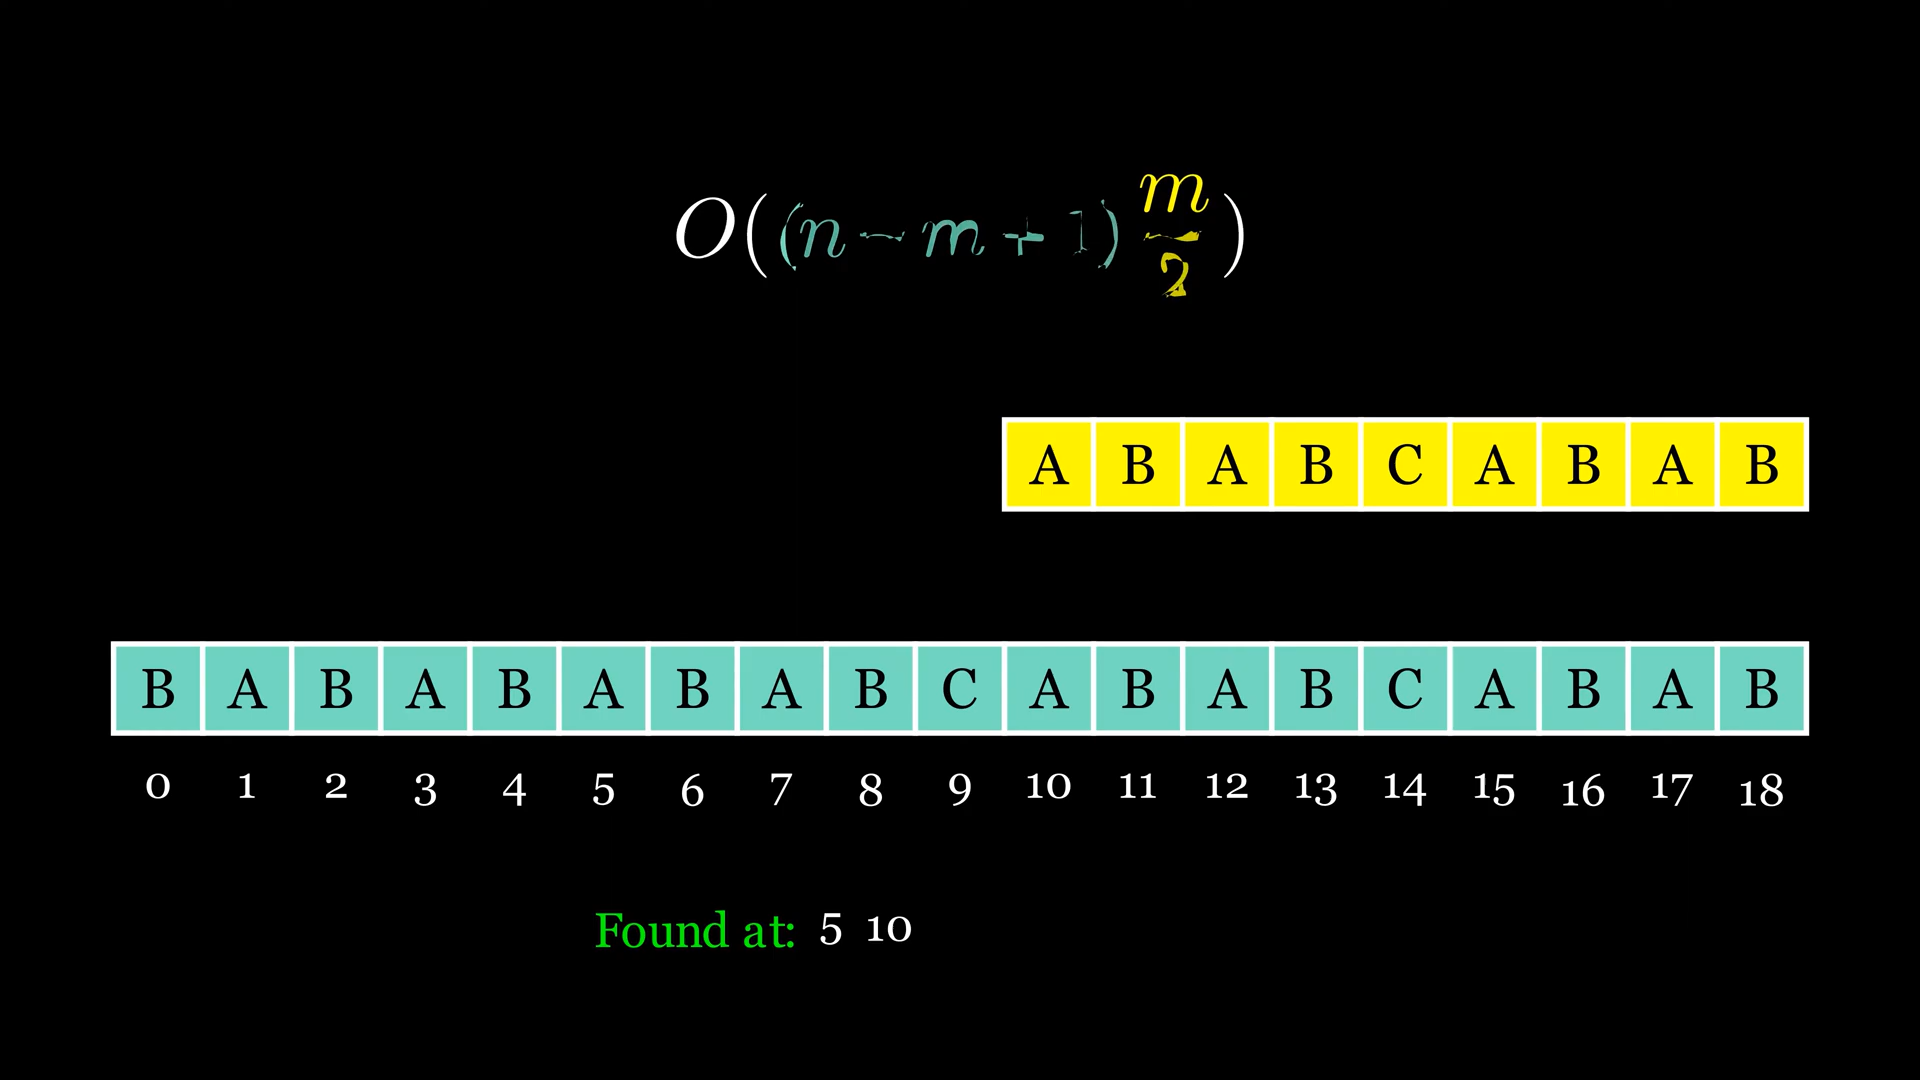 O((n − m + 1) m/2)
A B A B C A B A B
B A B A B A B A B C A B A B C A B A B
0 1 2 3 4 5 6 7 8 9 10 11 12 13 14 15 16 17 18
Found at: 5 10